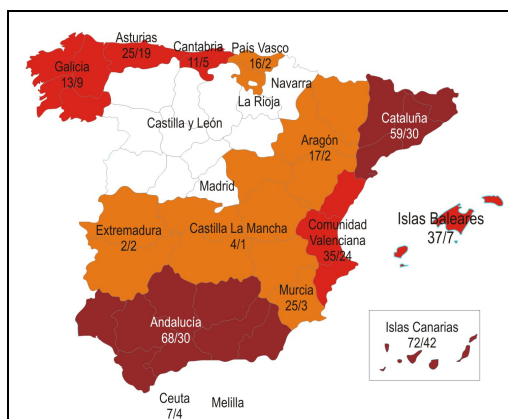 Asturias
25/19
Cantabria
11/5
País Vasco
16/2
Galicia
13/9
Navarra
La Rioja
Castilla y León
Cataluña
59/30
Aragón
17/2
Madrid
Islas Baleares
37/7
Extremadura
2/2
Castilla La Mancha
4/1
Comunidad
Valenciana
35/24
Murcia
25/3
Andalucía
68/30
Islas Canarias
72/42
Ceuta
7/4
Melilla